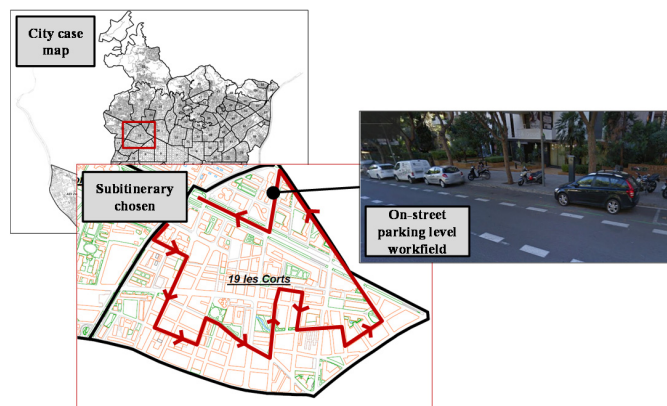 City case
map
Subitinerary
chosen
On-street
parking level
workfield
19 les Corts